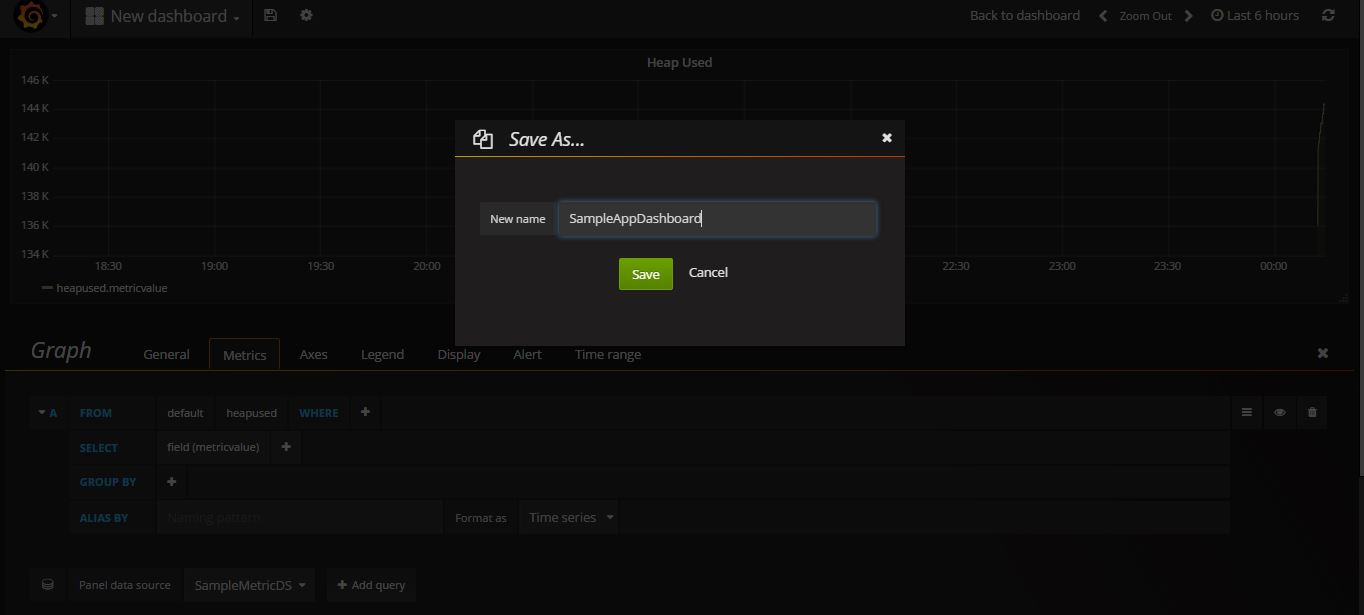 New dashboard
Back to dashboard Zoom Out Last 6 hours
Heap Used
146 K
144 K
142 K
140 K
138 K
136 K
134 K
18:30 19:00 19:30 20:00 22:30 23:00 23:30 00:00
heapused.metricvalue
Save As...
New name SampleAppDashboard
Save Cancel
Graph General Metrics Axes Legend Display Alert Time range
A FROM default heapused WHERE
SELECT field (metricvalue)
GROUP BY
ALIAS BY Naming pattern Format as Time series
Panel data source SampleMetricDS Add query